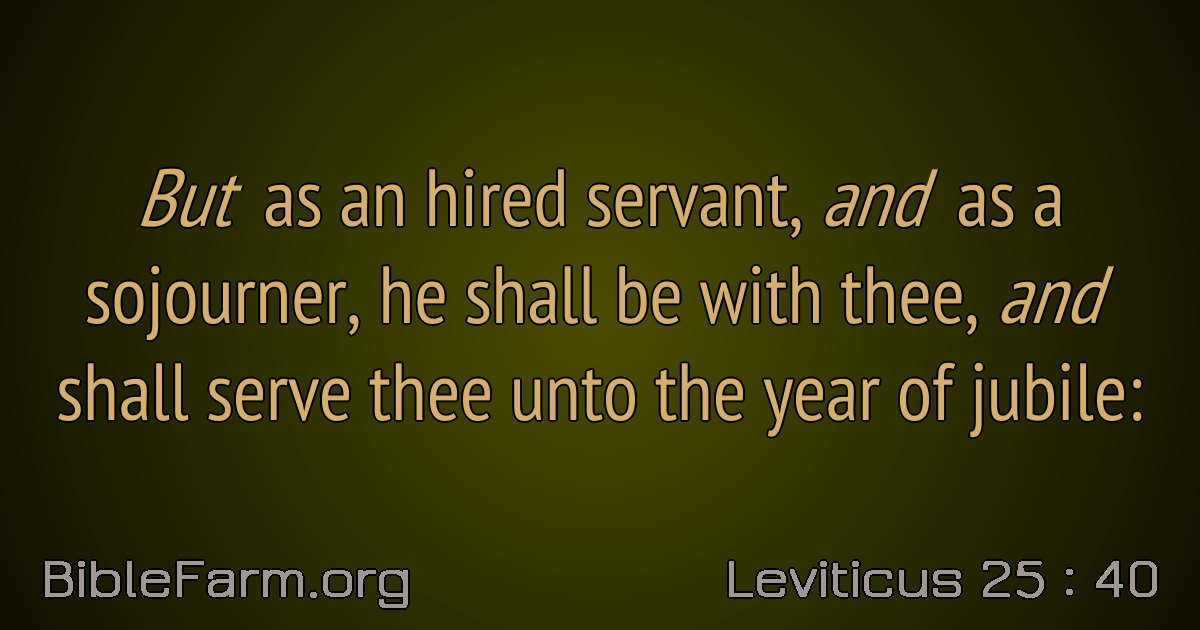 But as an hired servant, and as a
sojourner, he shall be with thee, and
shall serve thee unto the year of jubile:
BibleFarm.org
Leviticus 25 : 40